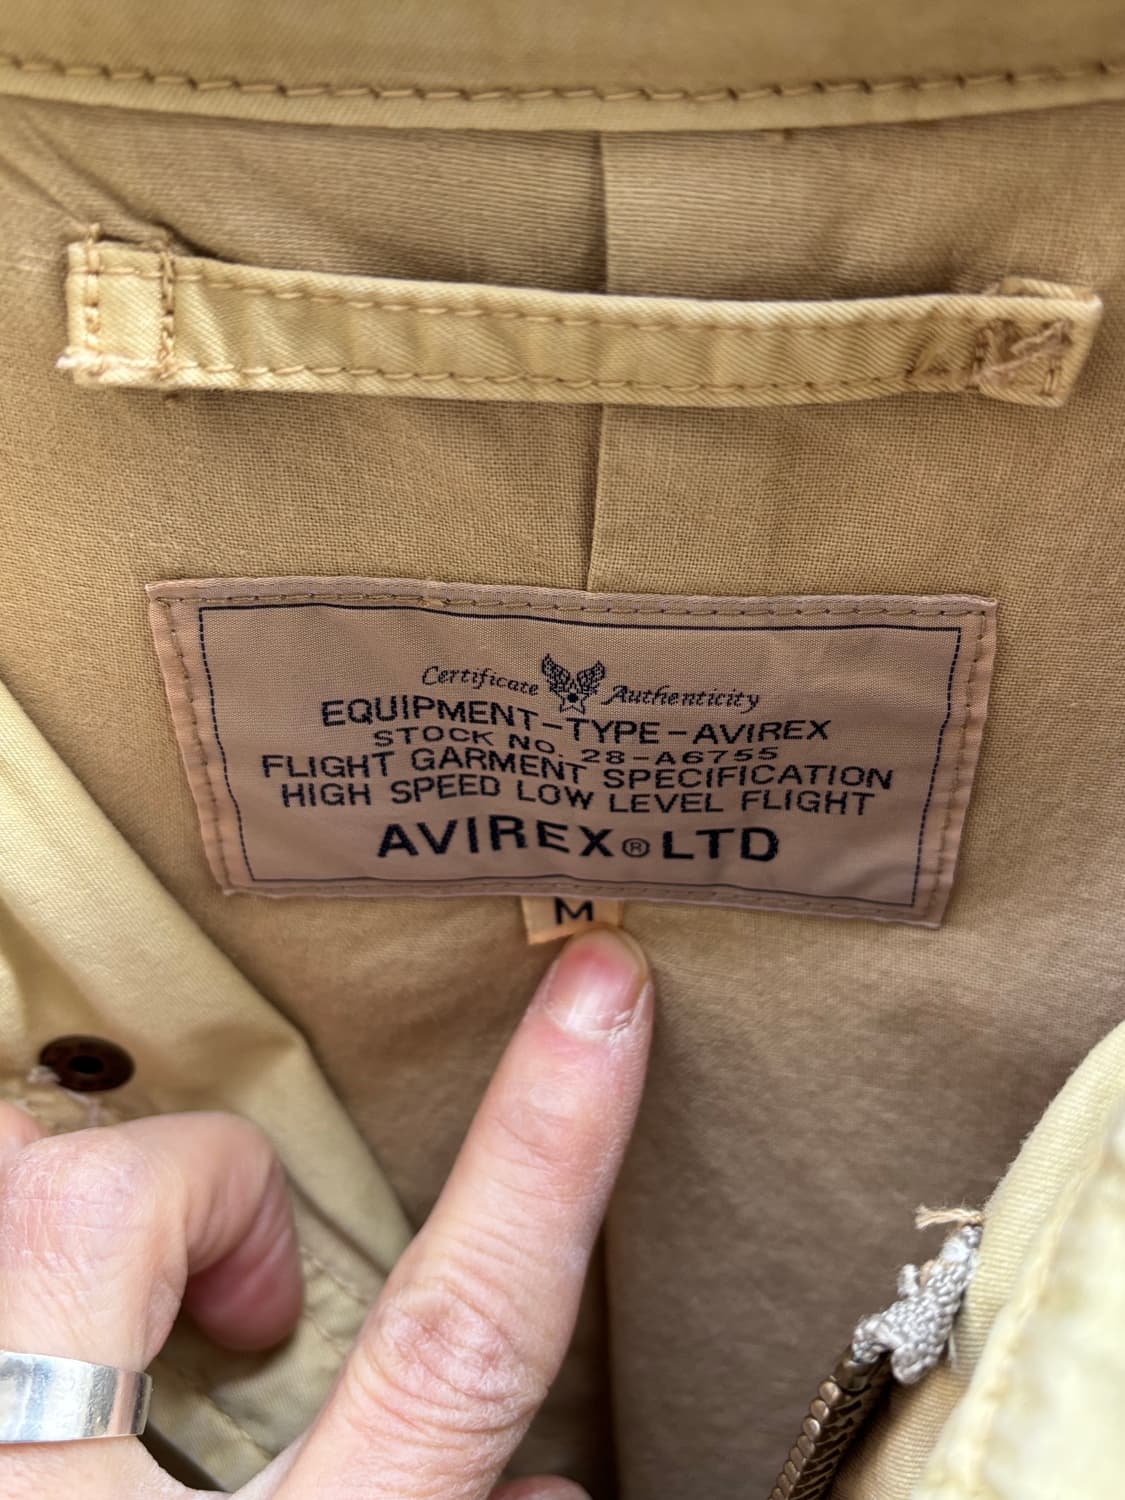 Certificate Authenticity
EQUIPMENT-TYPE-AVIREX
STOCK NO. 28-A6755
FLIGHT GARMENT SPECIFICATION
HIGH SPEED LOW LEVEL FLIGHT
AVIREX® LTD
M